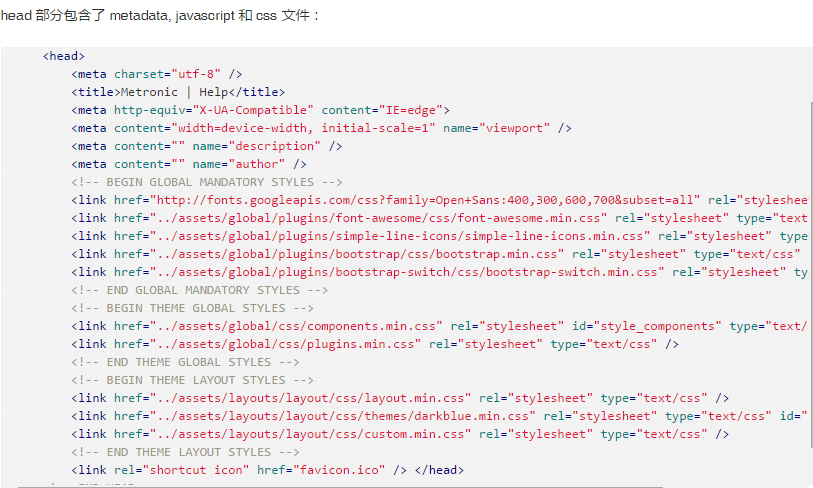 head 部分包含了 metadata, javascript 和 css 文件：
<head>
<meta charset="utf-8" />
<title>Metronic | Help</title>
<meta http-equiv="X-UA-Compatible" content="IE=edge">
<meta content="width=device-width, initial-scale=1" name="viewport" />
<meta content="" name="description" />
<meta content="" name="author" />
<!-- BEGIN GLOBAL MANDATORY STYLES -->
<link href="http://fonts.googleapis.com/css?family=Open+Sans:400,300,600,700&subset=all" rel="styleshee
<link href="../assets/global/plugins/font-awesome/css/font-awesome.min.css" rel="stylesheet" type="text
<link href="../assets/global/plugins/simple-line-icons/simple-line-icons.min.css" rel="stylesheet" type
<link href="../assets/global/plugins/bootstrap/css/bootstrap.min.css" rel="stylesheet" type="text/css"
<link href="../assets/global/plugins/bootstrap-switch/css/bootstrap-switch.min.css" rel="stylesheet" ty
<!-- END GLOBAL MANDATORY STYLES -->
<!-- BEGIN THEME GLOBAL STYLES -->
<link href="../assets/global/css/components.min.css" rel="stylesheet" id="style_components" type="text/
<link href="../assets/global/css/plugins.min.css" rel="stylesheet" type="text/css" />
<!-- END THEME GLOBAL STYLES -->
<!-- BEGIN THEME LAYOUT STYLES -->
<link href="../assets/layouts/layout/css/layout.min.css" rel="stylesheet" type="text/css" />
<link href="../assets/layouts/layout/css/themes/darkblue.min.css" rel="stylesheet" type="text/css" id="
<link href="../assets/layouts/layout/css/custom.min.css" rel="stylesheet" type="text/css" />
<!-- END THEME LAYOUT STYLES -->
<link rel="shortcut icon" href="favicon.ico" /> </head>